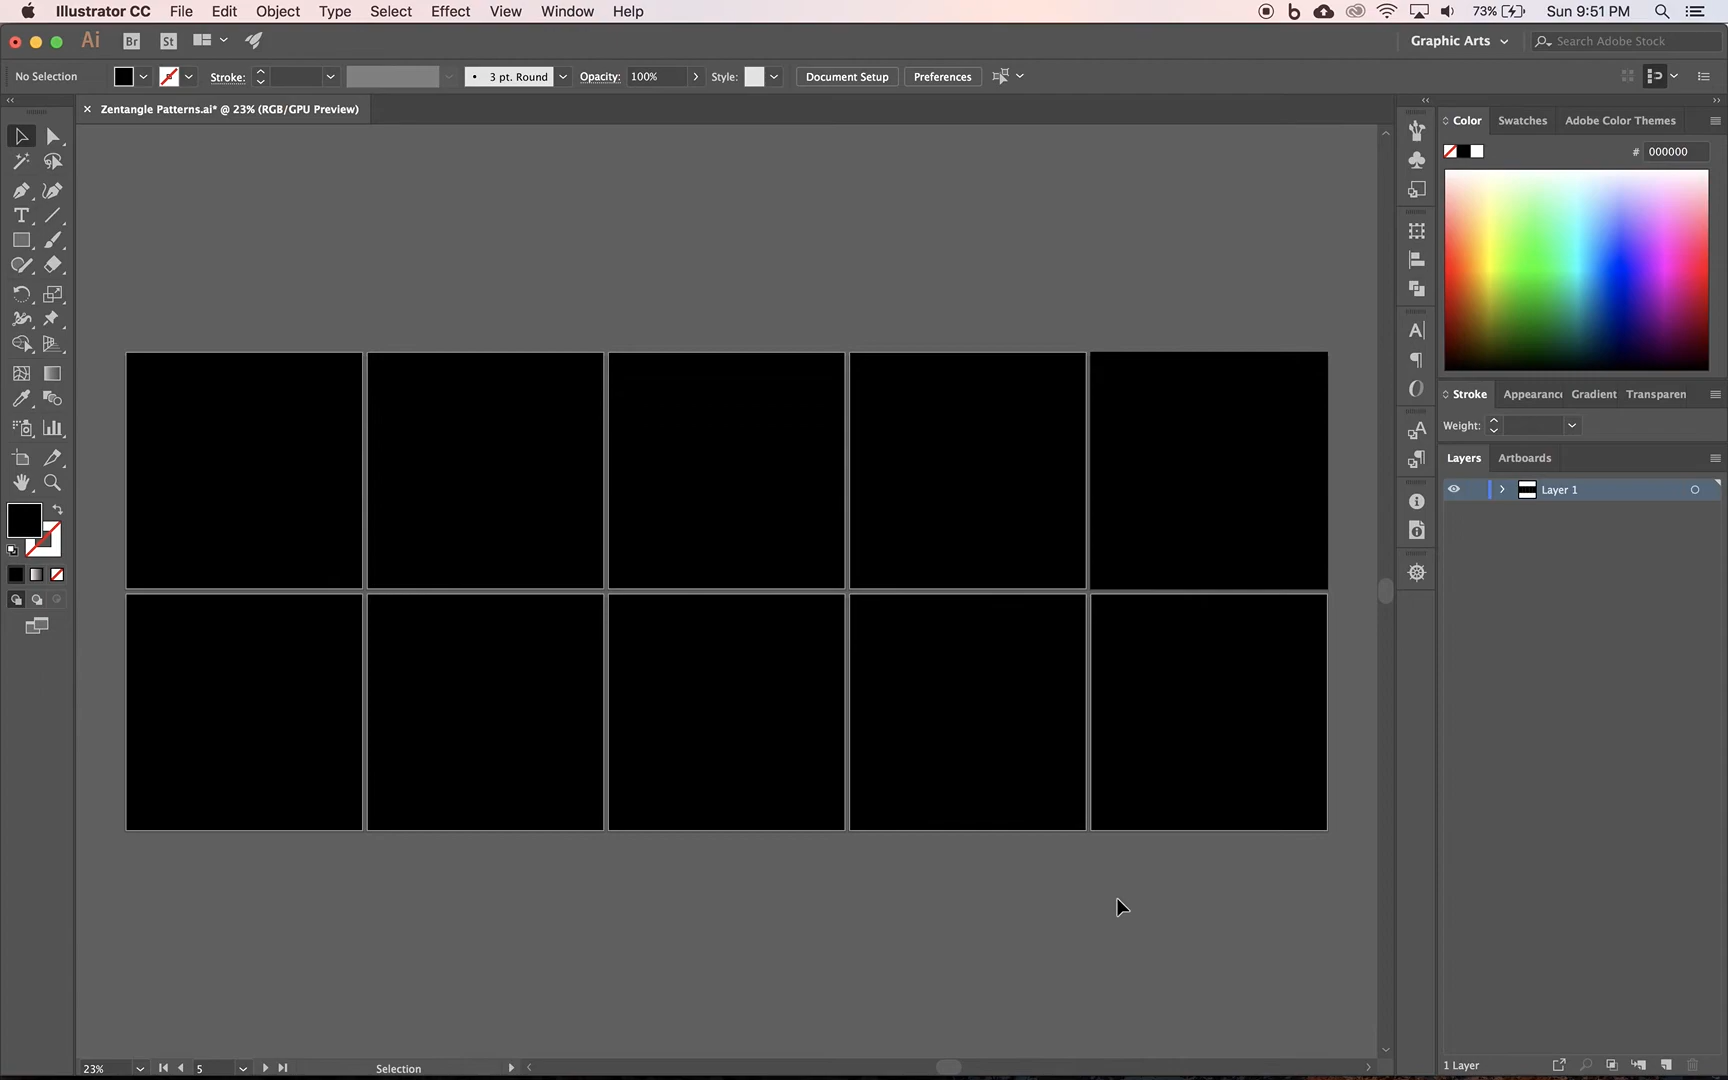 Illustrator CC File Edit Object Type Select Effect View Window Help 73% Sun 9:51 PM
Ai Br St Graphic Arts Search Adobe Stock
No Selection Stroke: 3 pt. Round Opacity: 100% Style: Document Setup Preferences
Zentangle Patterns.ai* @ 23% (RGB/GPU Preview)
Color Swatches Adobe Color Themes
# 000000
Stroke Appearanc Gradient Transparen
Weight:
Layers Artboards
Layer 1
23% 5 Selection 1 Layer